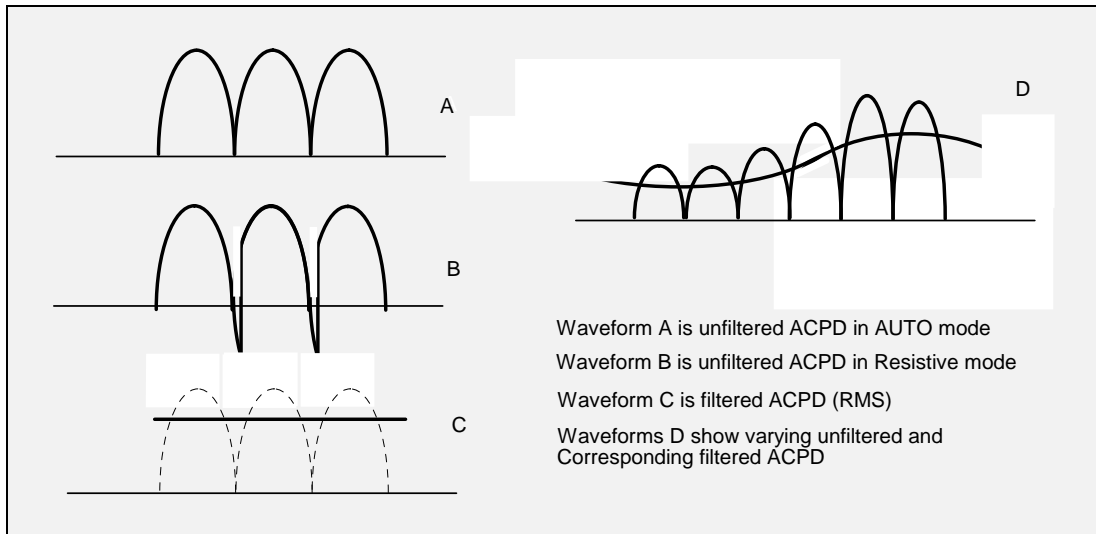 A
B
C
D
Waveform A is unfiltered ACPD in AUTO mode
Waveform B is unfiltered ACPD in Resistive mode
Waveform C is filtered ACPD (RMS)
Waveforms D show varying unfiltered and
Corresponding filtered ACPD